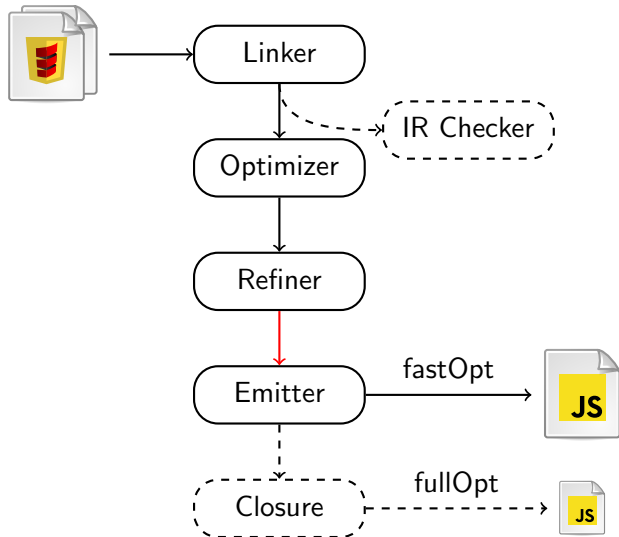 Linker
IR Checker
Optimizer
Refiner
fastOpt
Emitter
JS
fullOpt
Closure
JS